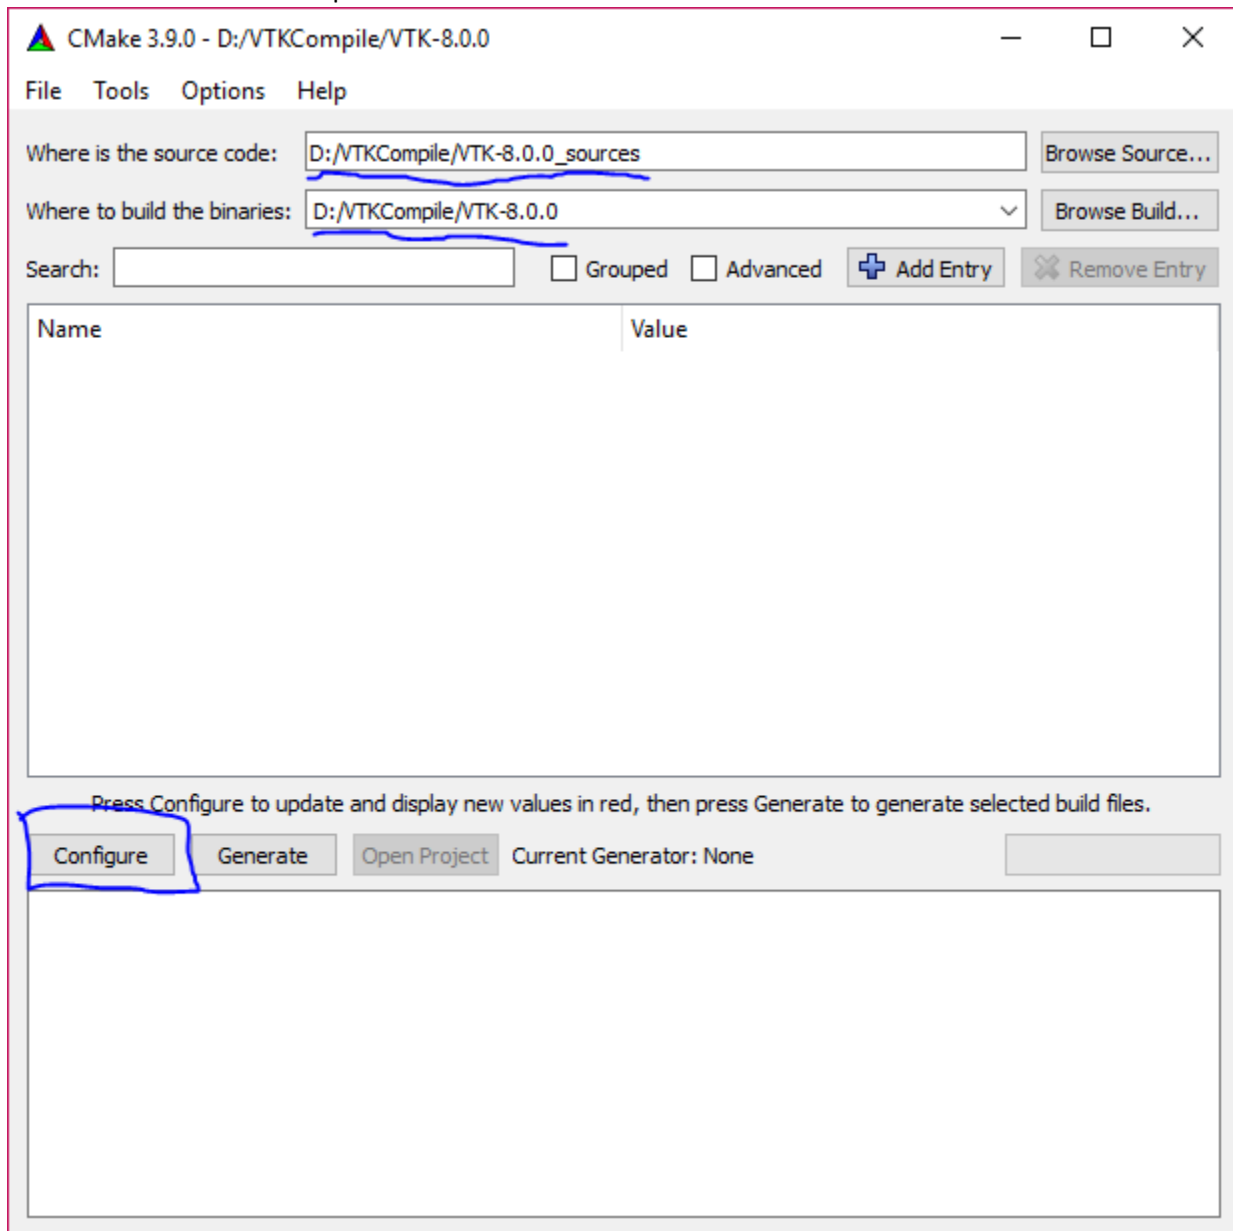 CMake 3.9.0 - D:/VTKCompile/VTK-8.0.0
File Tools Options Help
Where is the source code: D:/VTKCompile/VTK-8.0.0_sources Browse Source...
Where to build the binaries: D:/VTKCompile/VTK-8.0.0 Browse Build...
Search: Grouped Advanced Add Entry Remove Entry
Name Value
Press Configure to update and display new values in red, then press Generate to generate selected build files.
Configure Generate Open Project Current Generator: None